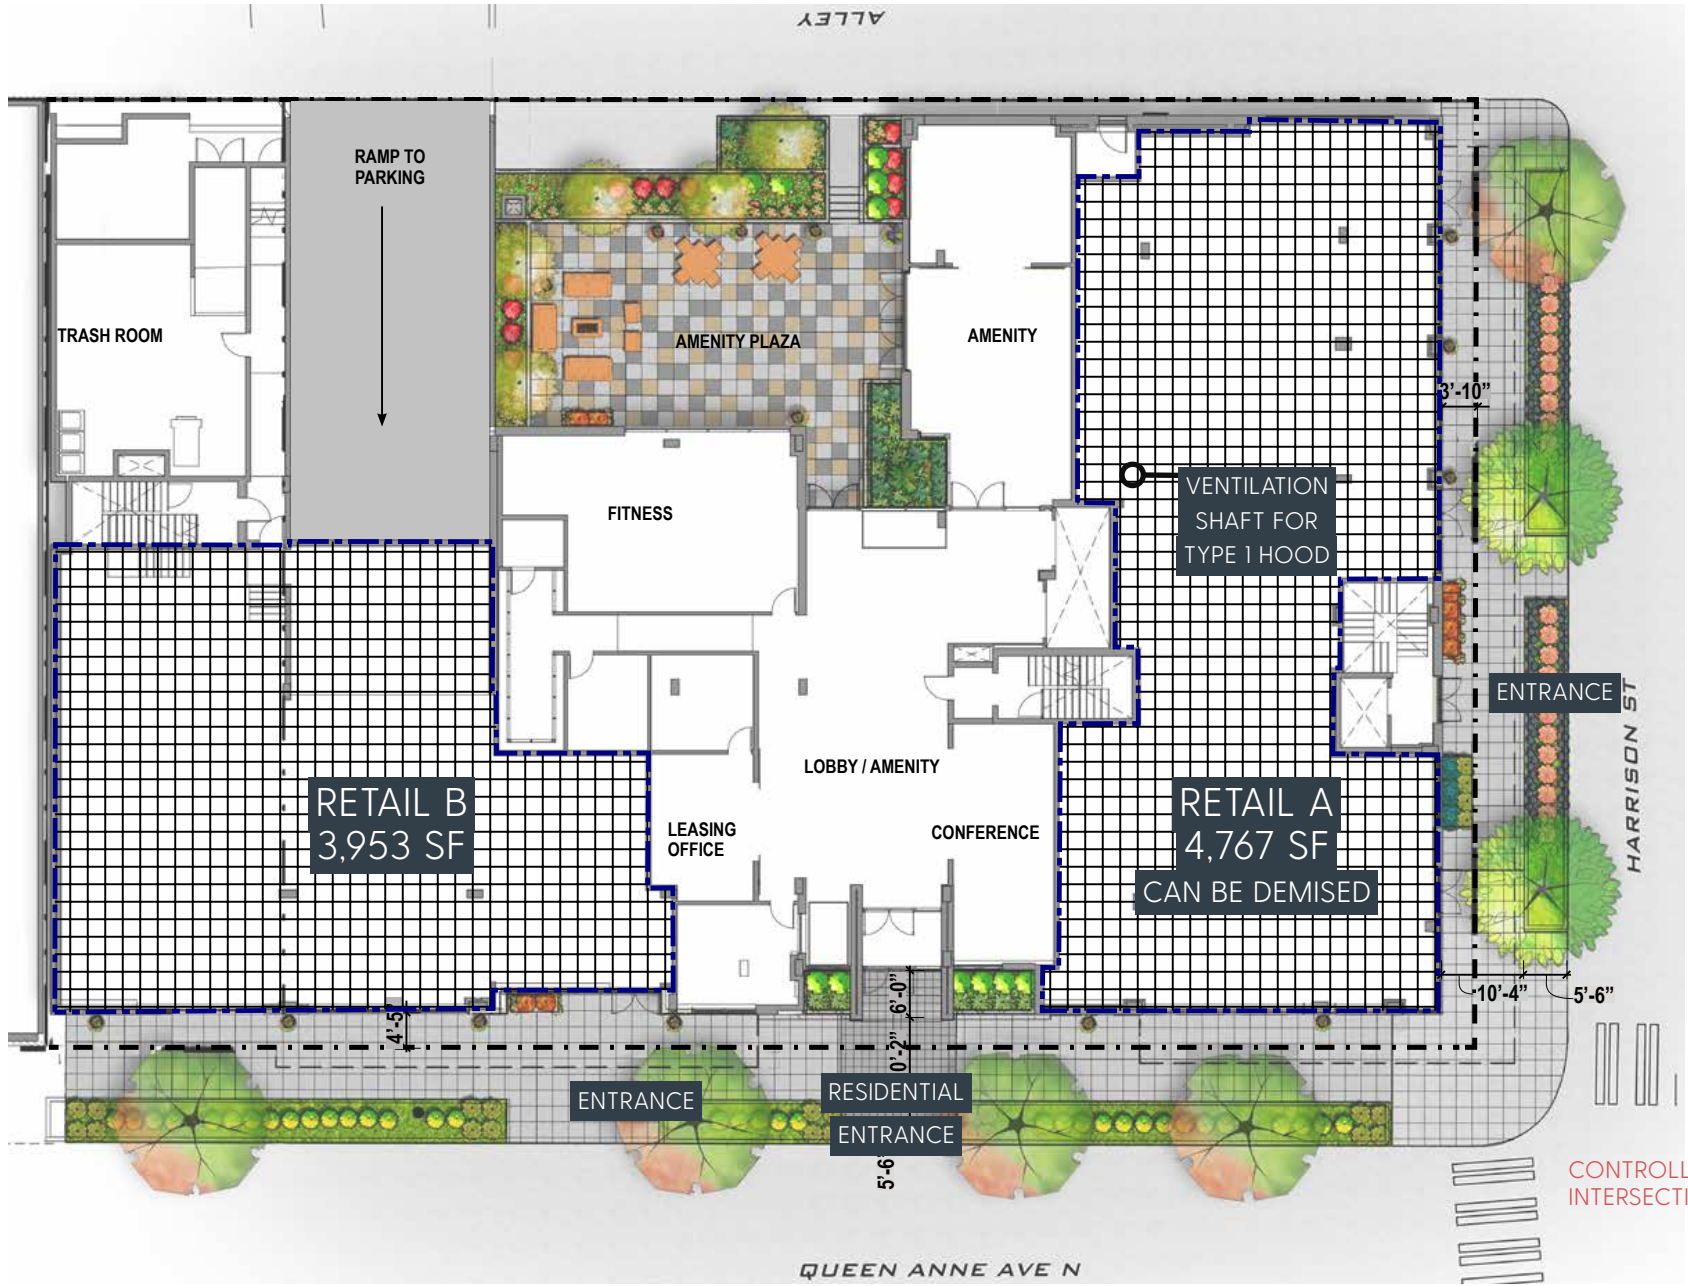 ALLEY
RAMP TO
PARKING
TRASH ROOM
AMENITY PLAZA
AMENITY
3'-10"
VENTILATION
SHAFT FOR
TYPE 1 HOOD
FITNESS
ENTRANCE
HARRISON ST
LOBBY / AMENITY
RETAIL B
3,953 SF
LEASING
OFFICE
CONFERENCE
RETAIL A
4,767 SF
CAN BE DEMISED
6'-0"
10'-4"
5'-6"
4'-5"
0'-2"
ENTRANCE
RESIDENTIAL
ENTRANCE
5'-6"
CONTROLL
INTERSECTI
QUEEN ANNE AVE N